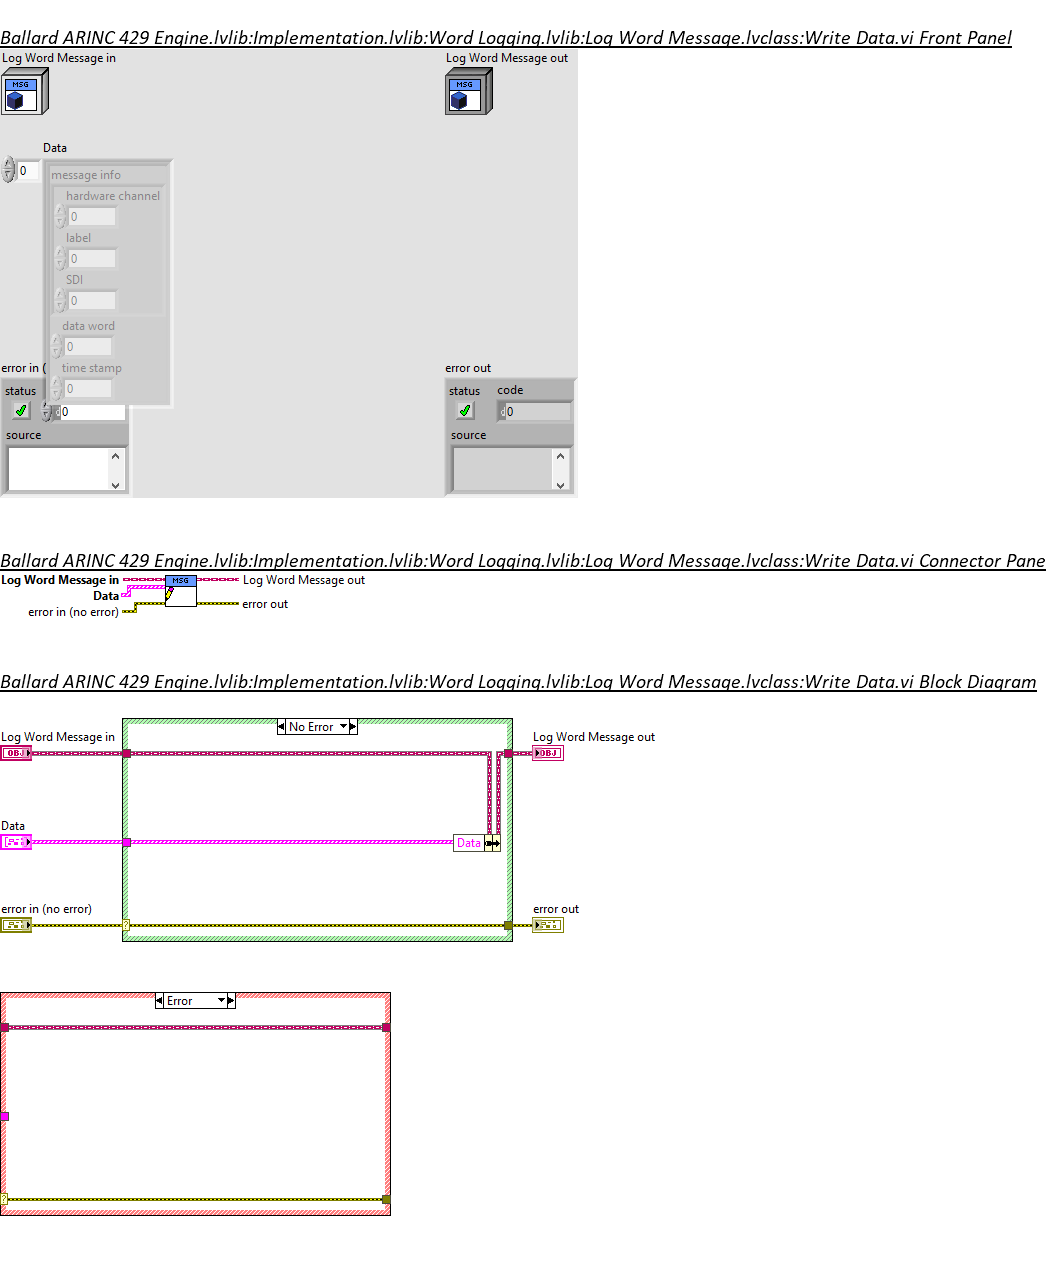 Ballard ARINC 429 Engine.lvlib:Implementation.lvlib:Word Logging.lvlib:Log Word Message.lvclass:Write Data.vi Front Panel
Log Word Message in
Log Word Message out
MSG
MSG
Data
0
message info
hardware channel
0
label
0
SDI
0
data word
0
error in (
time stamp
error out
0
status
status
code
d 0
d 0
source
source
Ballard ARINC 429 Engine.lvlib:Implementation.lvlib:Word Logging.lvlib:Log Word Message.lvclass:Write Data.vi Connector Pane
Log Word Message in
MSG
Log Word Message out
Data
error in (no error)
error out
Ballard ARINC 429 Engine.lvlib:Implementation.lvlib:Word Logging.lvlib:Log Word Message.lvclass:Write Data.vi Block Diagram
No Error
Log Word Message in
Log Word Message out
OBJ
OBJ
Data
Data
error in (no error)
error out
?
Error
?